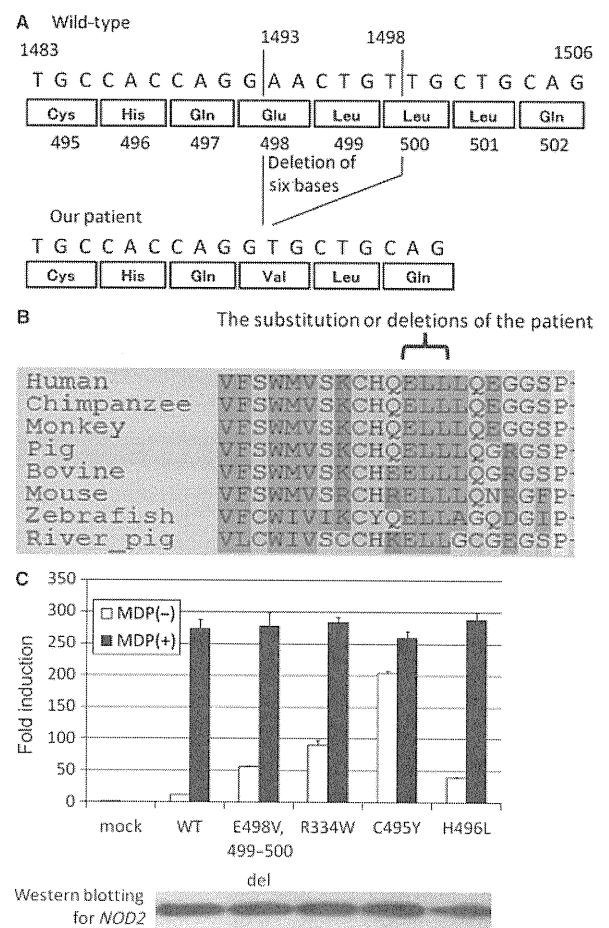 A Wild-type
1493 1498
1483 1506
T G C C A C C A G G A A C T G T T G C T G C A G
Cys His Gln Glu Leu Leu Leu Gln
495 496 497 498 499 500 501 502
Deletion of
six bases
Our patient
T G C C A C C A G G T G C T G C A G
Cys His Gln Val Leu Gln
B
The substitution or deletions of the patient
Human VFSWMVSKCHQELLLQEGGSP-
Chimpanzee VFSWMVSKCHQELLLQEGGSP-
Monkey VFSWMVSKCHQELLLQEGGSP-
Pig VFSWMVSKCHQELLLQGRGSP-
Bovine VFSWMVSKCHEELLLQGRGSP-
Mouse VFSWMVSRCHRELLLQNRGFP-
Zebrafish VFCWIVIKCYQELLAGQDGIP-
River_pig VLCWIVSCCHKELLGCGEGSP-
C
350
300
250
200
150
100
50
0
Fold induction
MDP(−)
MDP(+)
mock WT E498V, R334W C495Y H496L
499–500
del
Western blotting
for NOD2